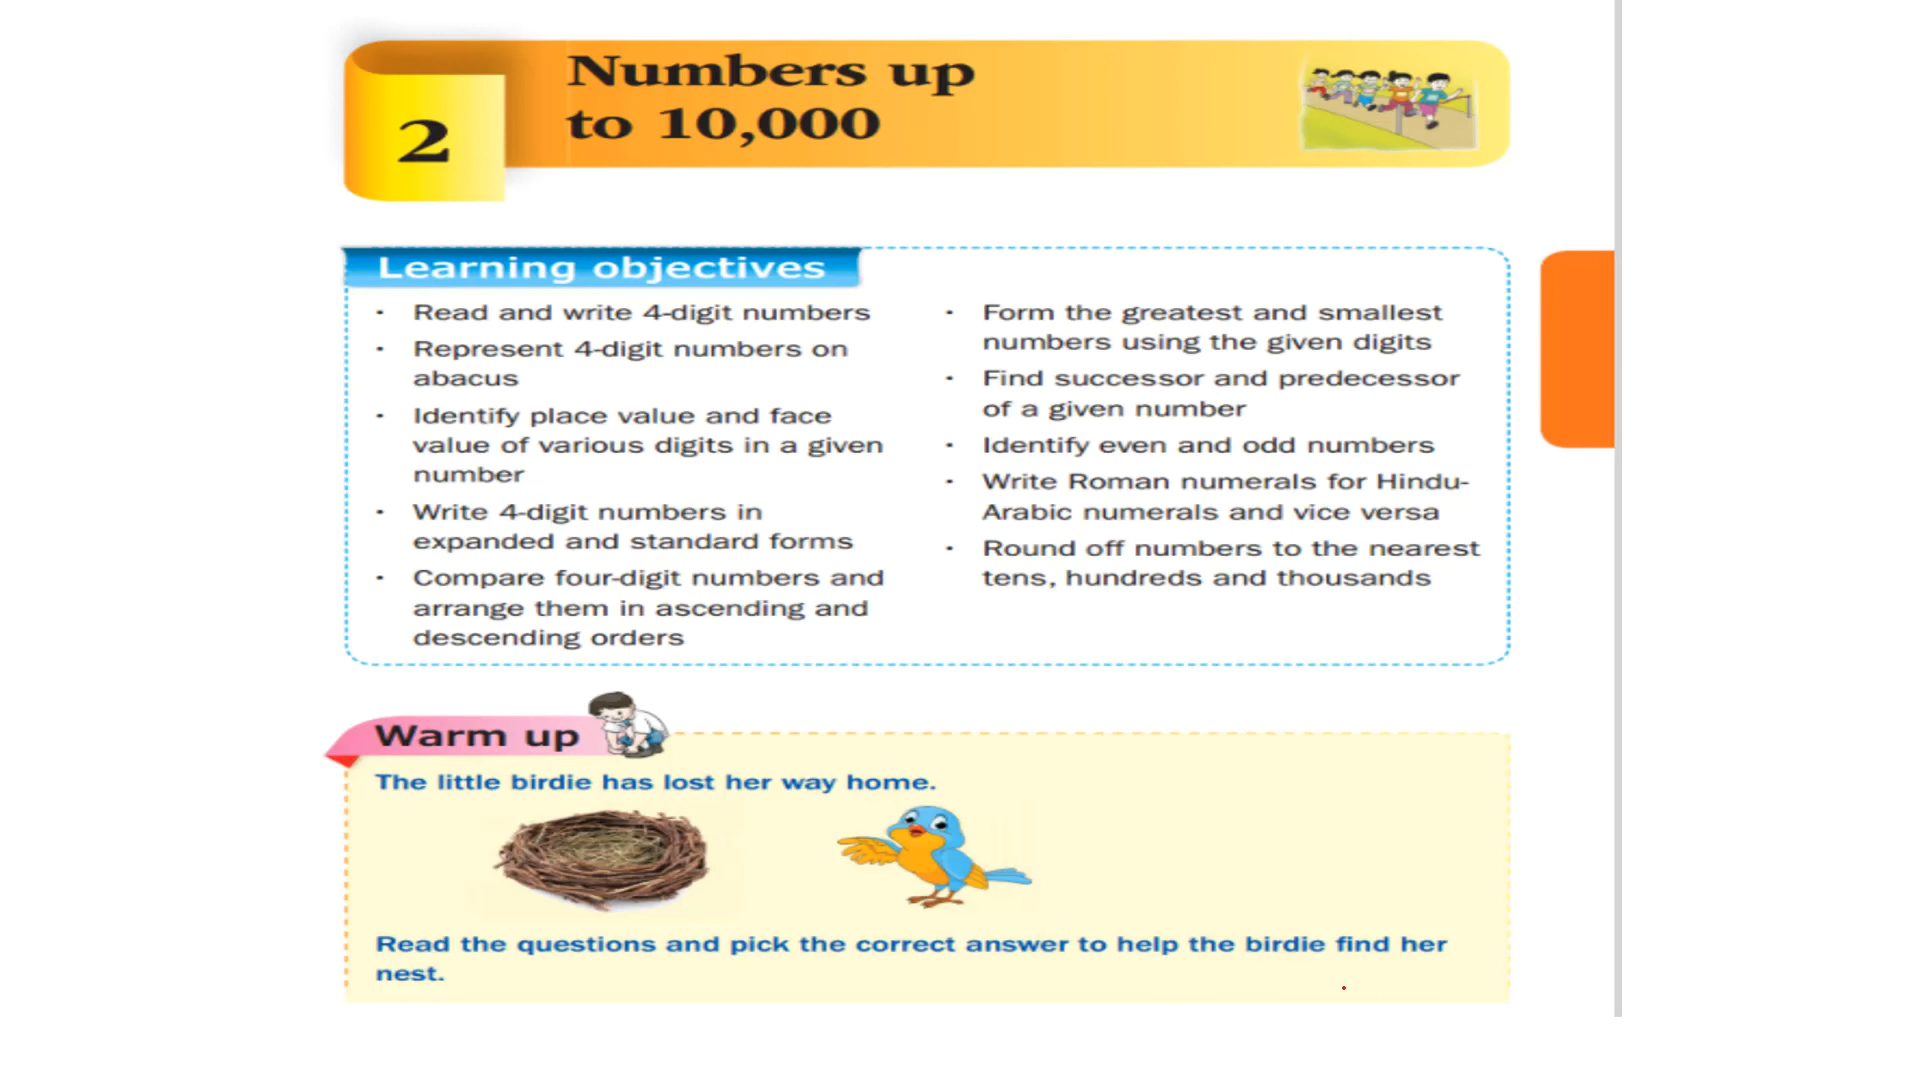 2
Numbers up
to 10,000
Learning objectives
· Read and write 4-digit numbers
· Represent 4-digit numbers on
abacus
· Identify place value and face
value of various digits in a given
number
· Write 4-digit numbers in
expanded and standard forms
· Compare four-digit numbers and
arrange them in ascending and
descending orders
· Form the greatest and smallest
numbers using the given digits
· Find successor and predecessor
of a given number
· Identify even and odd numbers
· Write Roman numerals for Hindu-
Arabic numerals and vice versa
· Round off numbers to the nearest
tens, hundreds and thousands
Warm up
The little birdie has lost her way home.
Read the questions and pick the correct answer to help the birdie find her
nest.